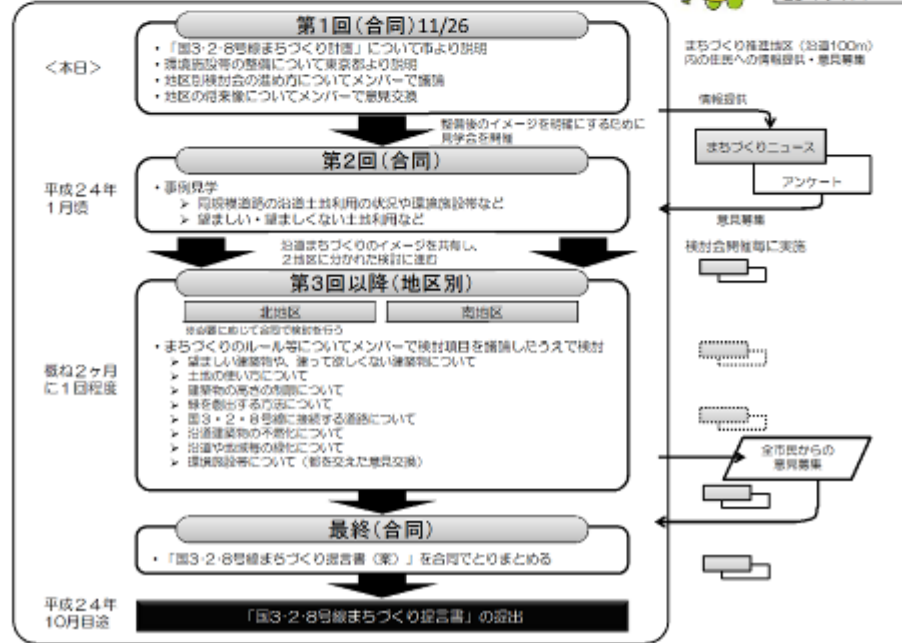 第1回(合同)11/26
<本日>
・「国3・2・8号線まちづくり計画」について市より説明
・環境施設帯の整備について東京都より説明
・地区別検討会の進め方についてメンバーで議論
・地区の将来像についてメンバーで意見交換
整備後のイメージを明確にするために
見学会を開催
第2回(合同)
平成24年
1月頃
・事例見学
➢ 同規模道路の沿道土地利用の状況や環境施設帯など
➢ 望ましい・望ましくない土地利用など
沿道まちづくりのイメージを共有し、
2地区に分かれた検討に進む
第3回以降(地区別)
北地区
南地区
※必要に応じて合同で検討を行う
概ね2ヶ月
に1回程度
・まちづくりのルール等についてメンバーで検討項目を議論したうえで検討
➢ 望ましい建築物や、建って欲しくない建築物について
➢ 土地の使い方について
➢ 建築物の高さの制限について
➢ 緑を創出する方法について
➢ 国3・2・8号線に接続する道路について
➢ 沿道建築物の不燃化について
➢ 沿道や地域毎の緑化について
➢ 環境施設帯について（都を交えた意見交換）
最終(合同)
・「国3・2・8号線まちづくり提言書（案）」を合同でとりまとめる
平成24年
10月目途
「国3・2・8号線まちづくり提言書」の提出
まちづくり推進地区（沿道100m）
内の住民への情報提供・意見募集
情報提供
まちづくりニュース
アンケート
意見募集
検討会開催毎に実施
全市民からの
意見募集